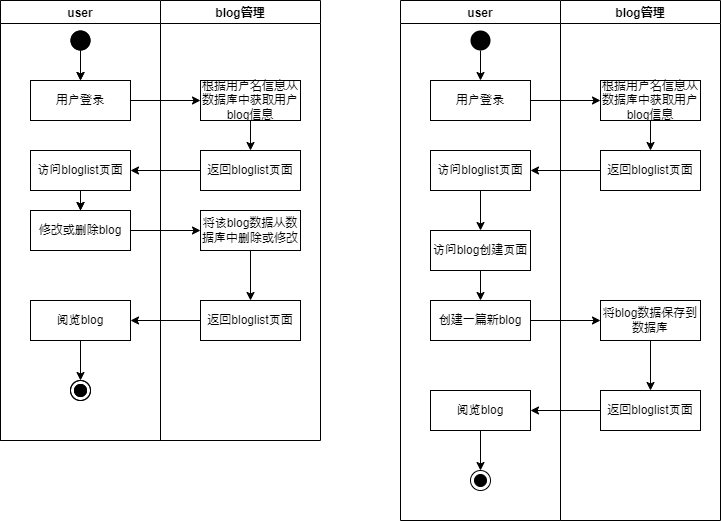 user
blog管理
用户登录
根据用户名信息从
数据库中获取用户
blog信息
访问bloglist页面
返回bloglist页面
修改或删除blog
将该blog数据从数
据库中删除或修改
阅览blog
返回bloglist页面
user
blog管理
用户登录
根据用户名信息从
数据库中获取用户
blog信息
访问bloglist页面
返回bloglist页面
访问blog创建页面
创建一篇新blog
将blog数据保存到
数据库
阅览blog
返回bloglist页面